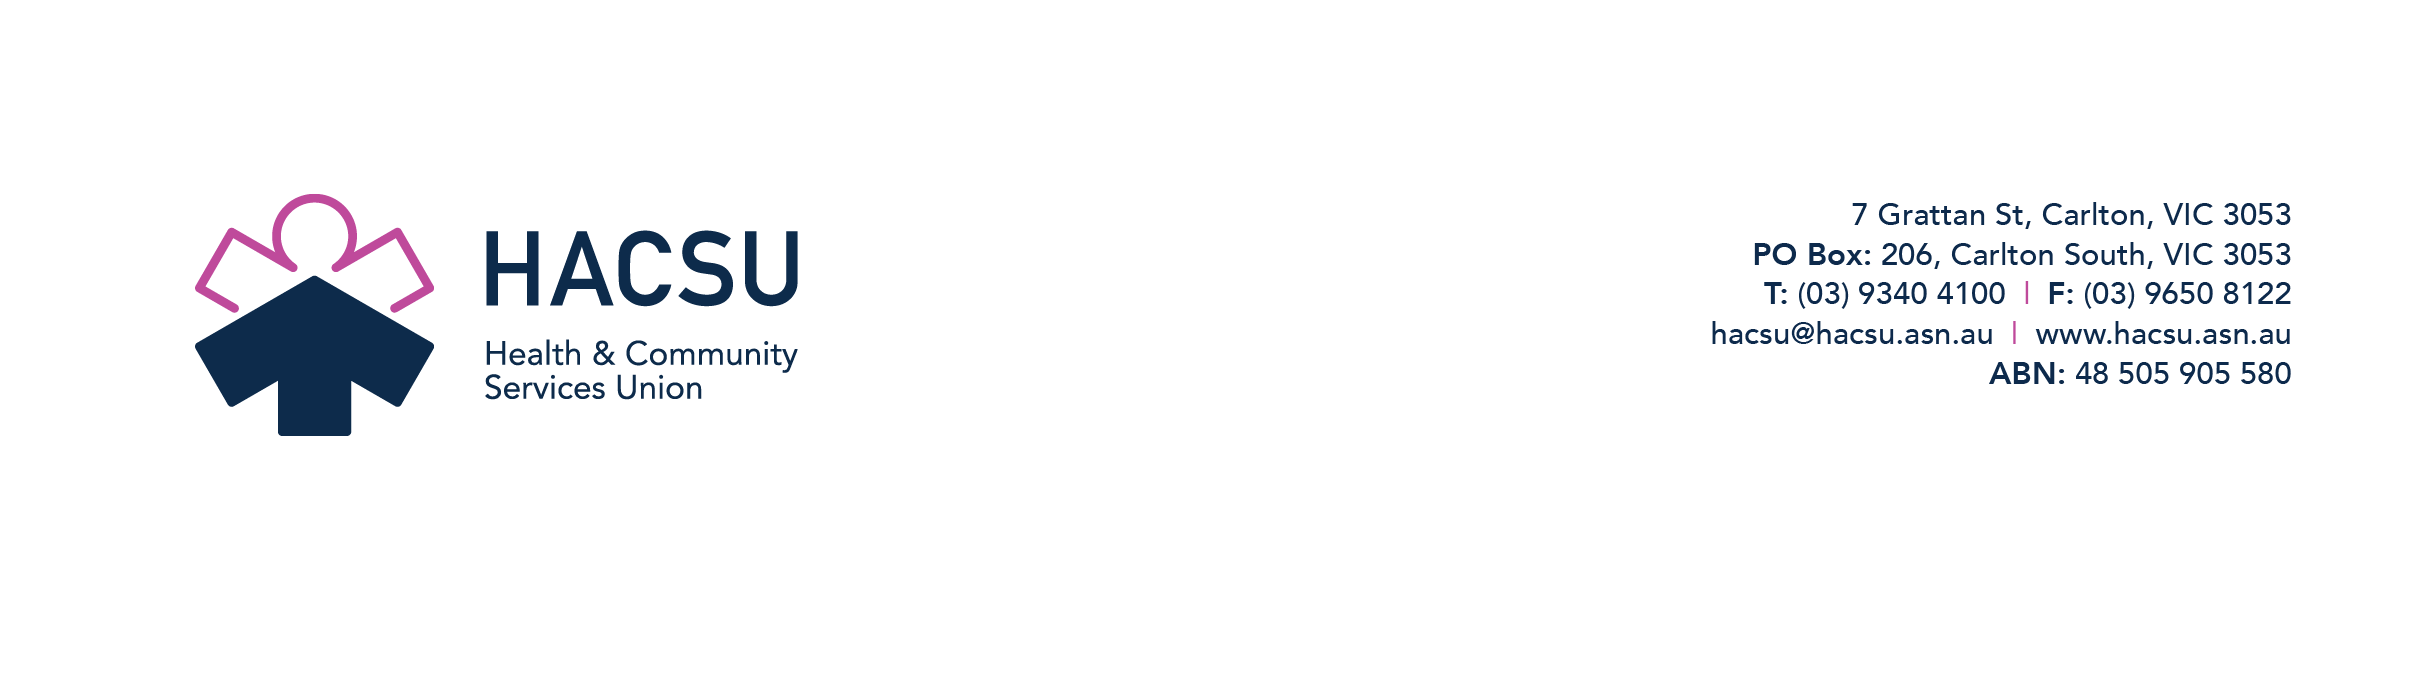 HACSU
Health & Community
Services Union
7 Grattan St, Carlton, VIC 3053
PO Box: 206, Carlton South, VIC 3053
T: (03) 9340 4100 | F: (03) 9650 8122
hacsu@hacsu.asn.au | www.hacsu.asn.au
ABN: 48 505 905 580